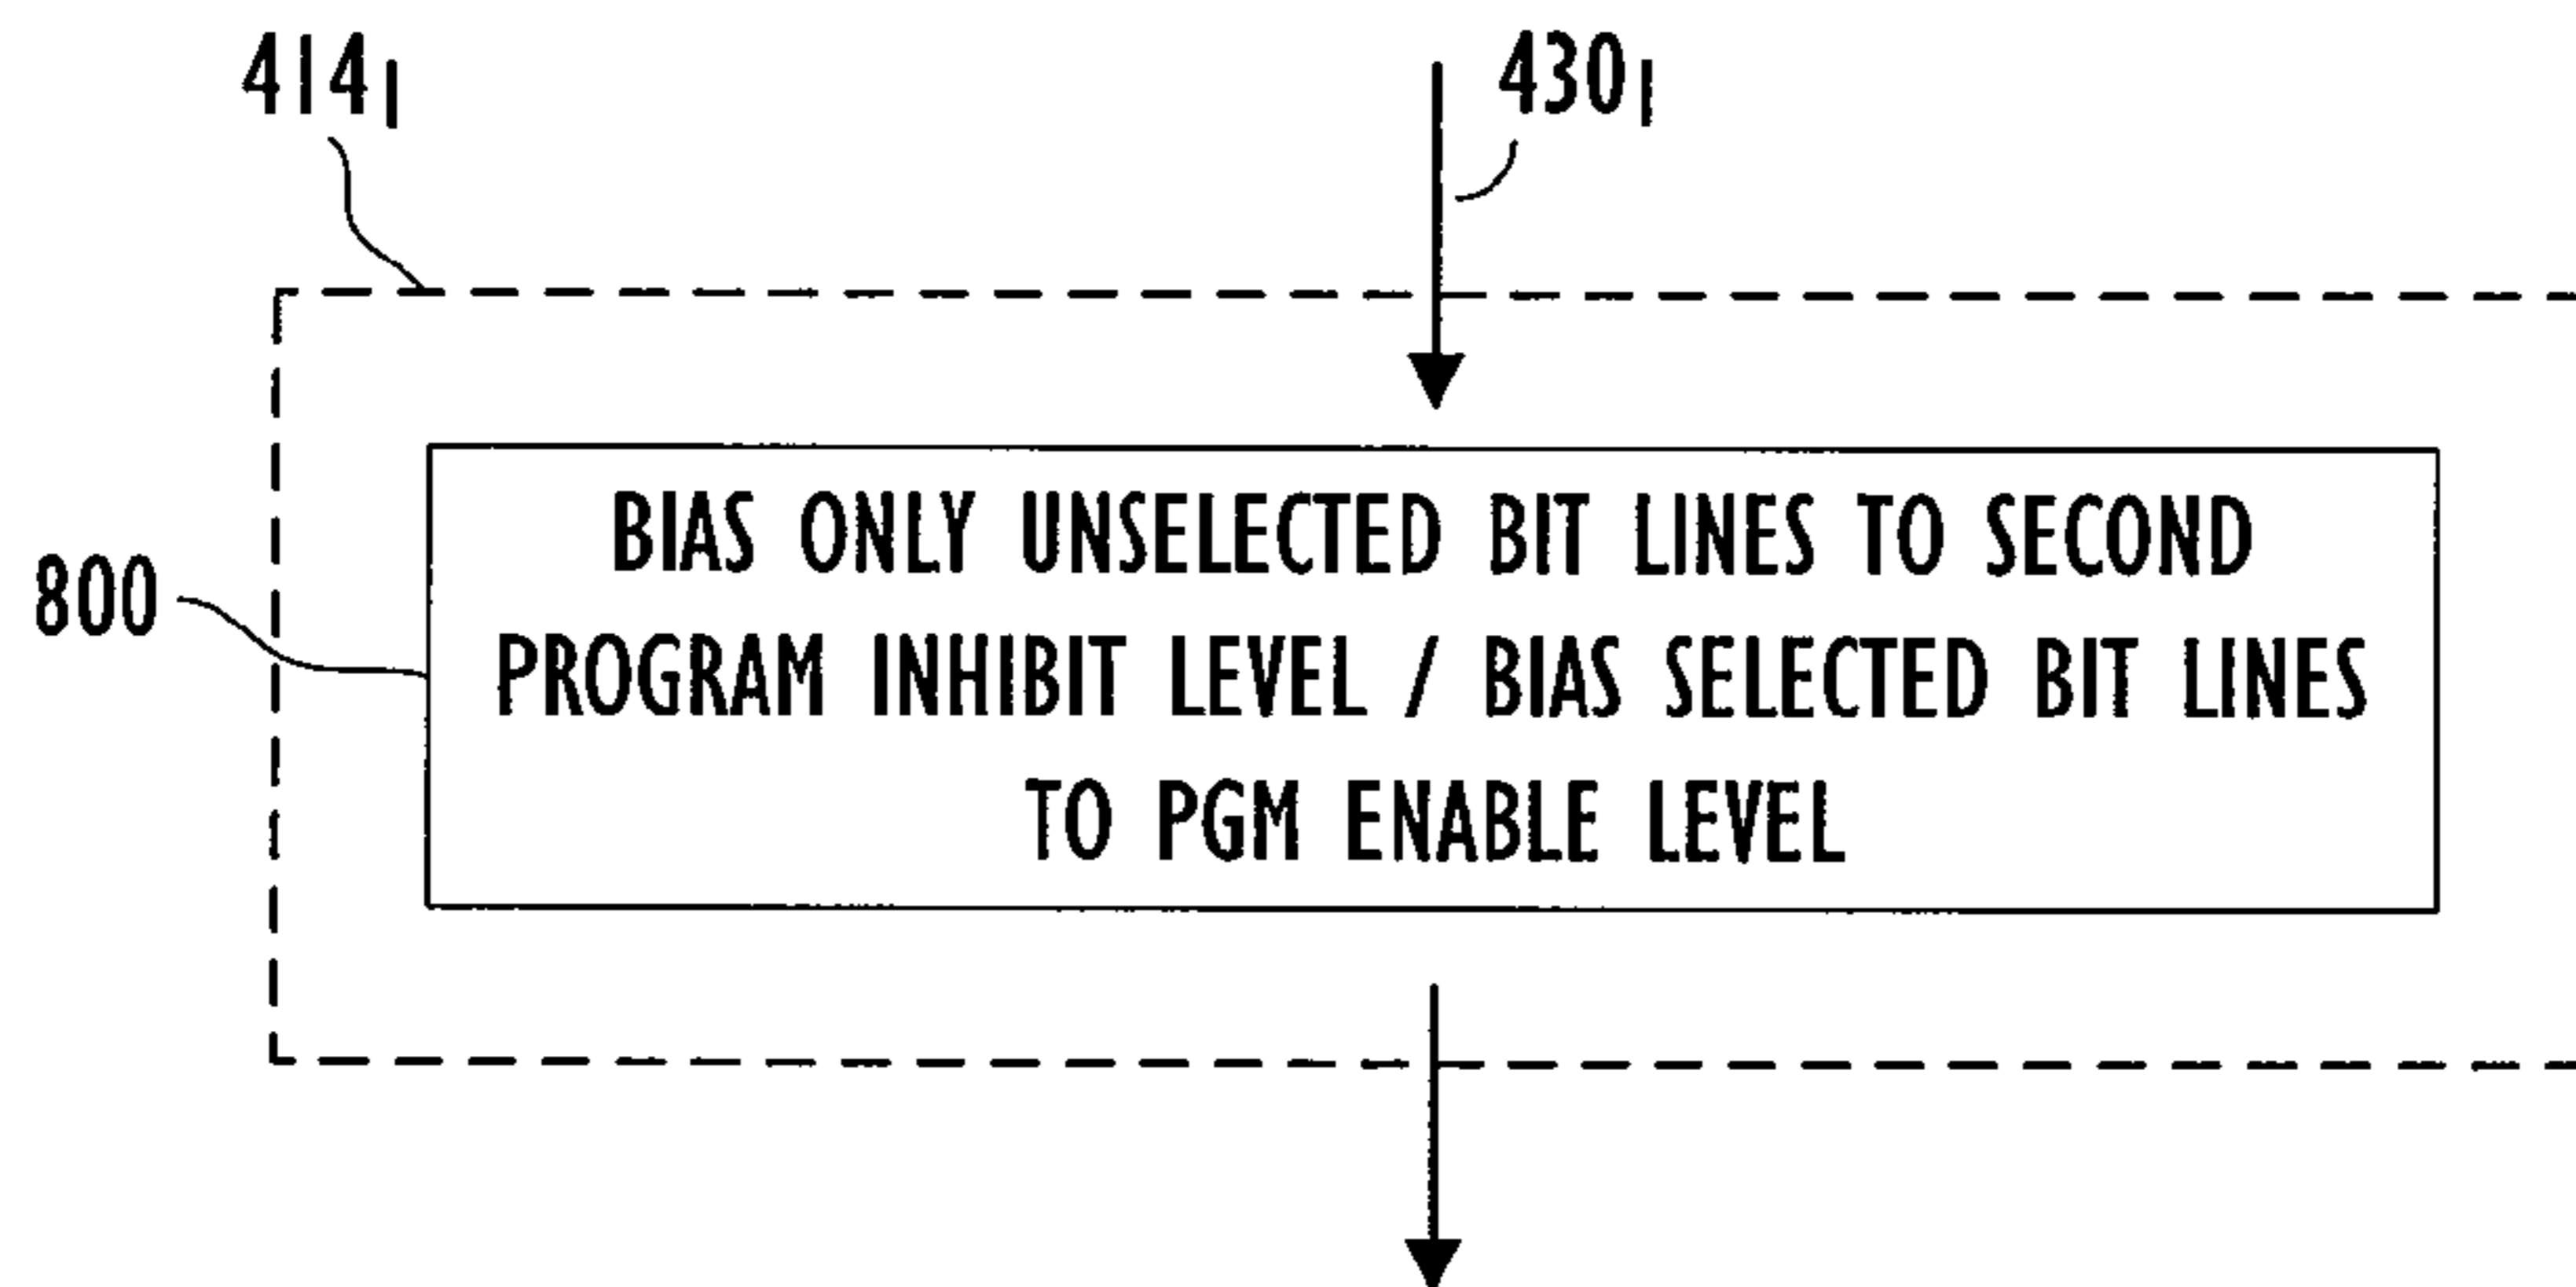 414₁
430₁
BIAS ONLY UNSELECTED BIT LINES TO SECOND
800
PROGRAM INHIBIT LEVEL / BIAS SELECTED BIT LINES
TO PGM ENABLE LEVEL